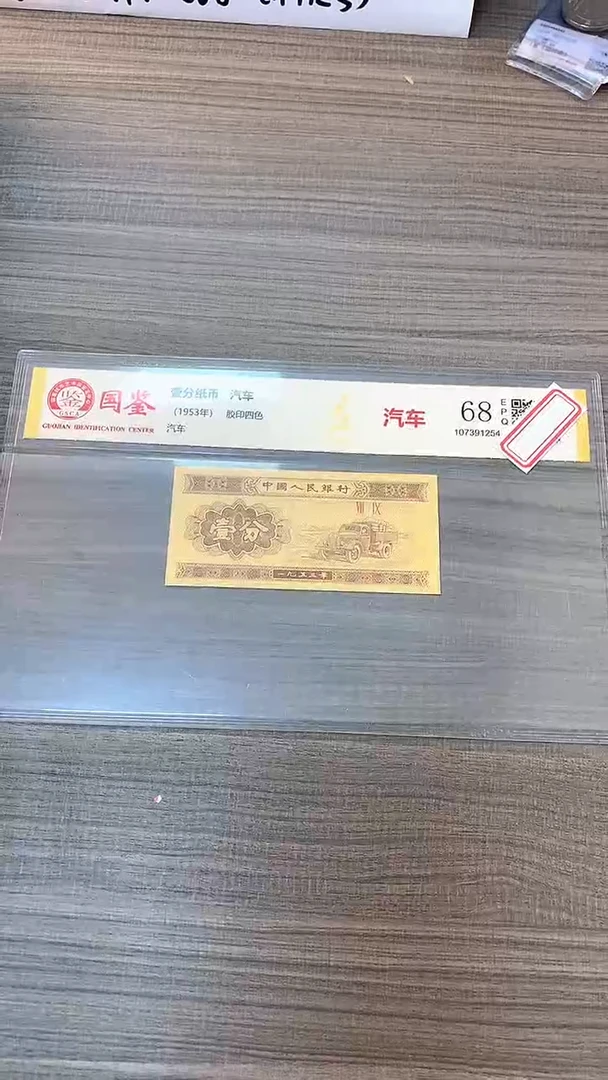 国鉴
GUOJIAN IDENTIFICATION CENTER
GACA
壹分纸币 汽车
(1953年) 胶印四色
汽车
汽车
68
EPQ
107391254
中國人民銀行
Ⅷ Ⅸ
壹分
一九五三年